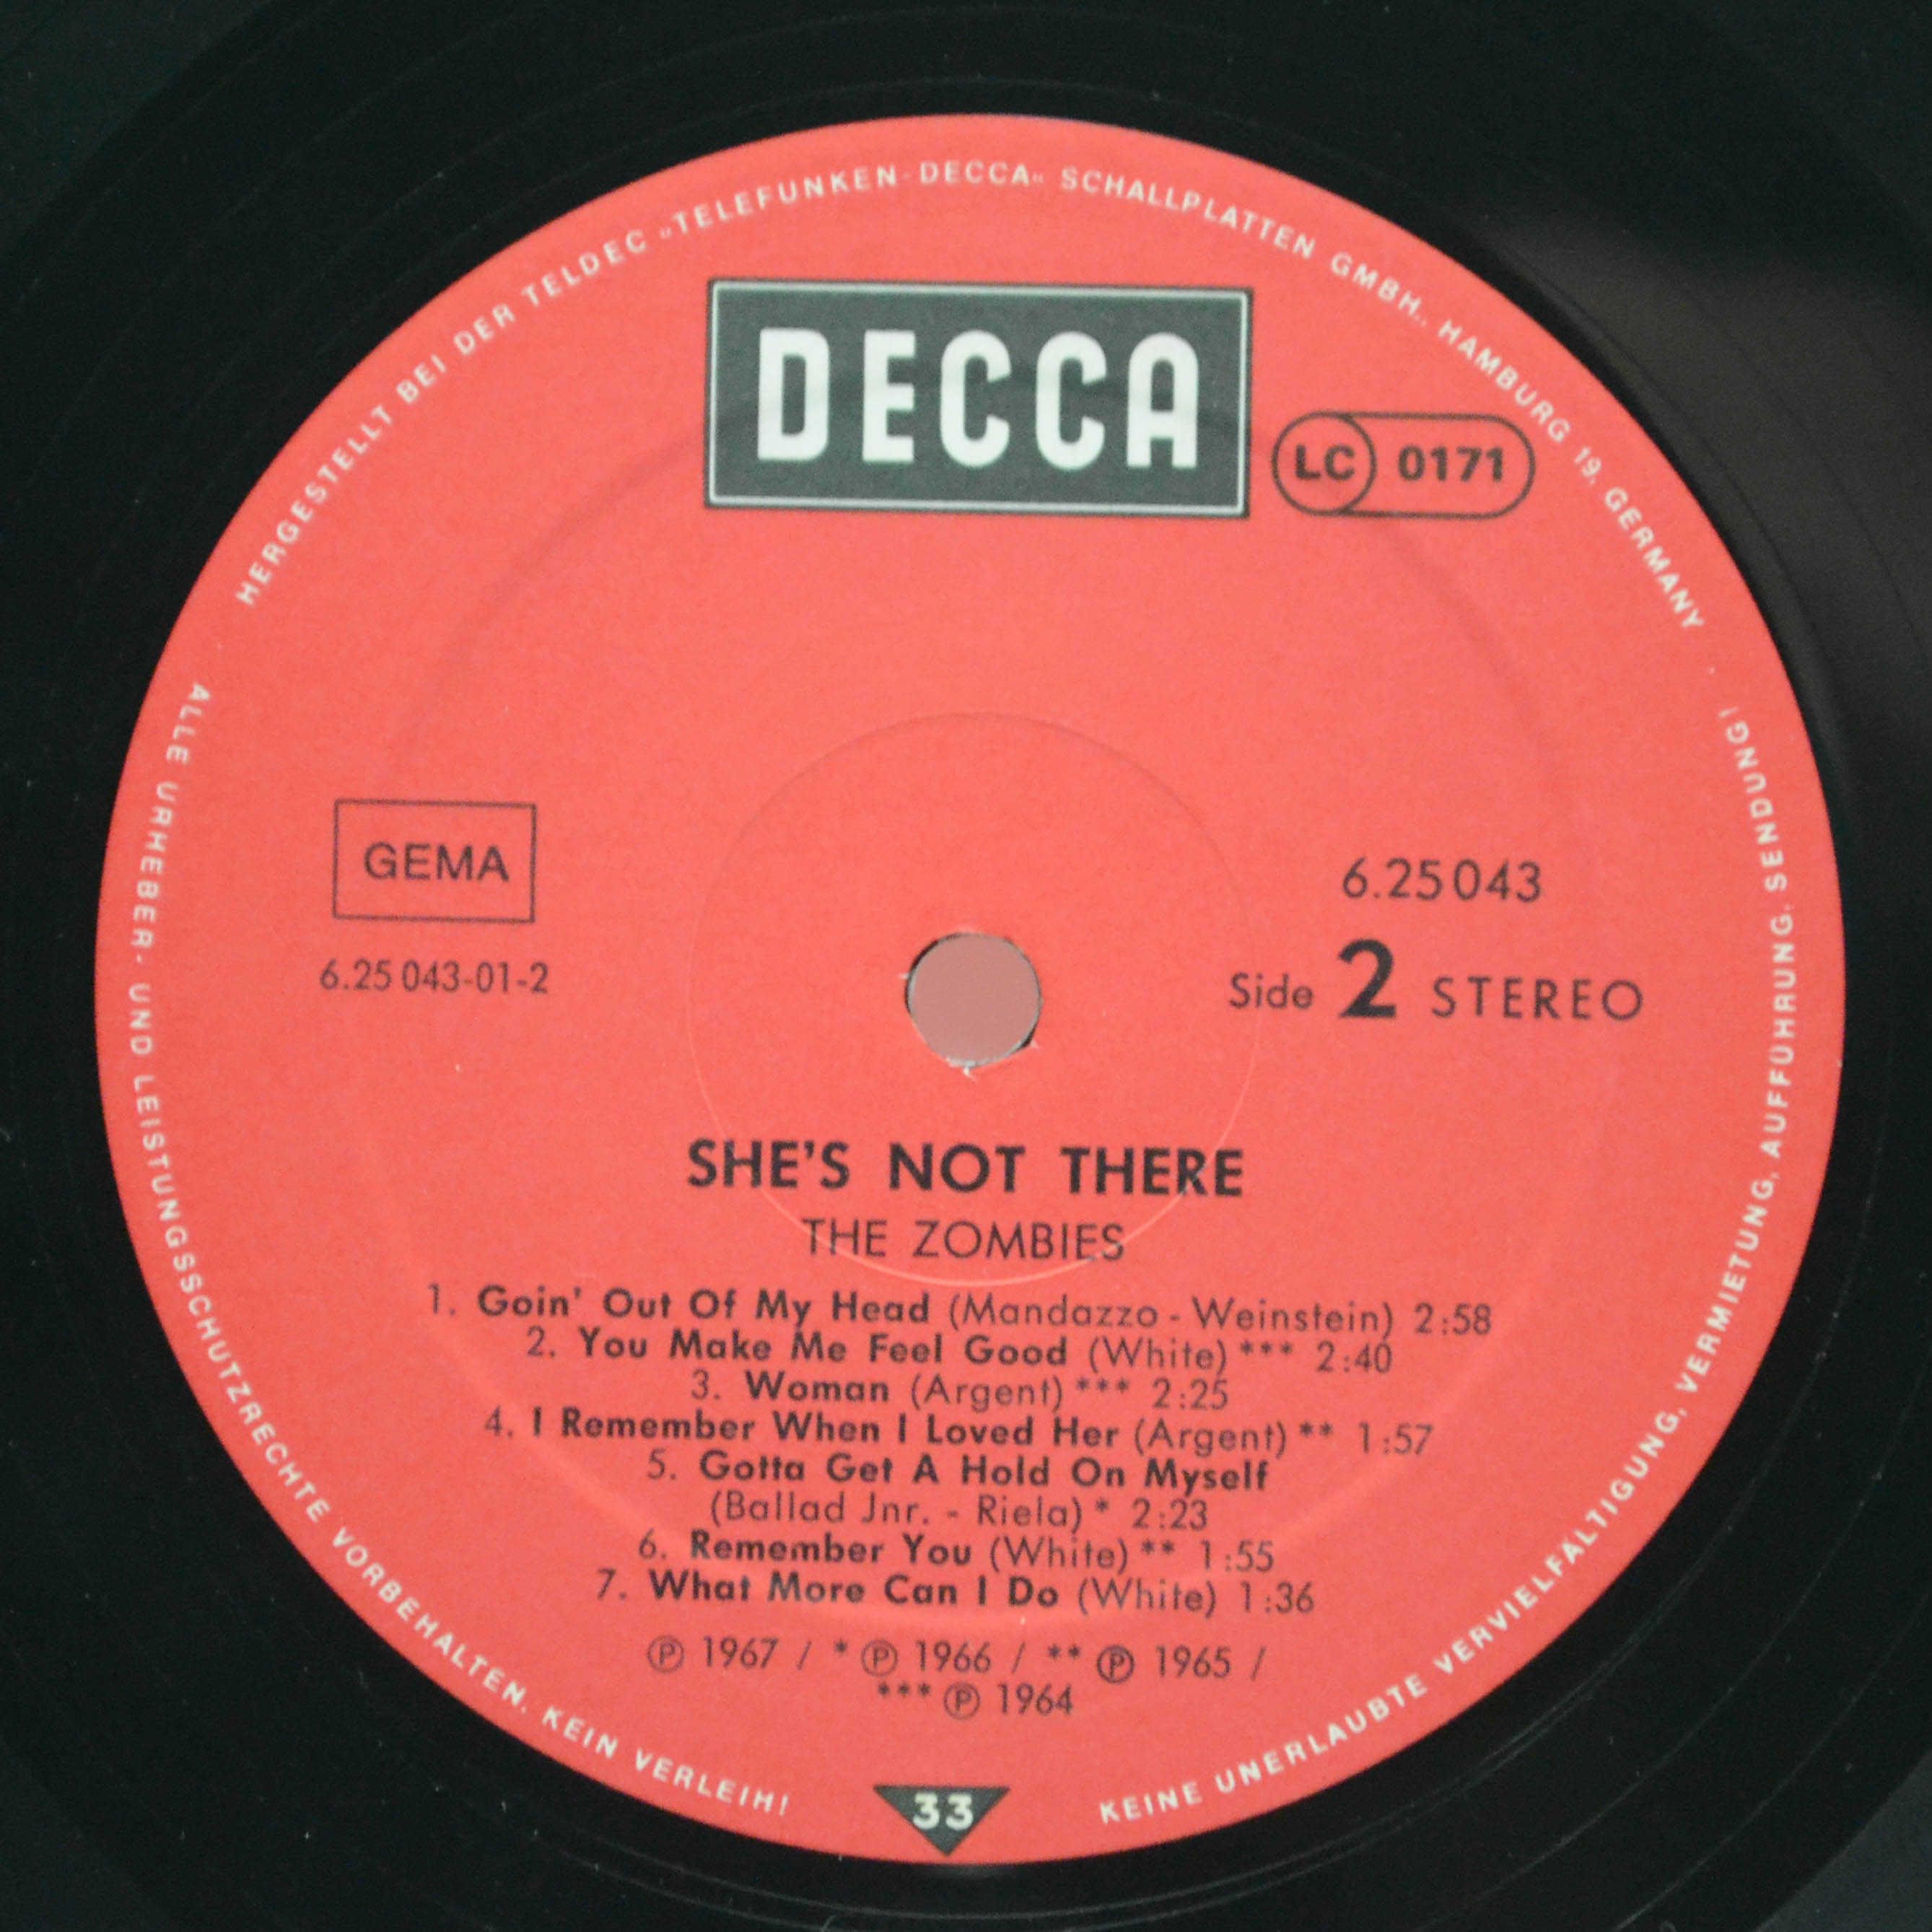 HERGESTELLT BEI DER TELDEC »TELEFUNKEN-DECCA« SCHALLPLATTEN GMBH., HAMBURG 19, GERMANY
DECCA
LC 0171
GEMA
6.25043
6.25 043-01-2
Side 2 STEREO
SHE'S NOT THERE
THE ZOMBIES
1. Goin' Out Of My Head (Mandazzo - Weinstein) 2:58
2. You Make Me Feel Good (White) *** 2:40
3. Woman (Argent) *** 2:25
4. I Remember When I Loved Her (Argent) ** 1:57
5. Gotta Get A Hold On Myself
(Ballad Jnr. - Riela) * 2:23
6. Remember You (White) ** 1:55
7. What More Can I Do (White) 1:36
Ⓟ 1967 / * Ⓟ 1966 / ** Ⓟ 1965 /
*** Ⓟ 1964
33
ALLE URHEBER- UND LEISTUNGSSCHUTZRECHTE VORBEHALTEN. KEIN VERLEIH!
KEINE UNERLAUBTE VERVIELFÄLTIGUNG, VERMIETUNG, AUFFÜHRUNG, SENDUNG!